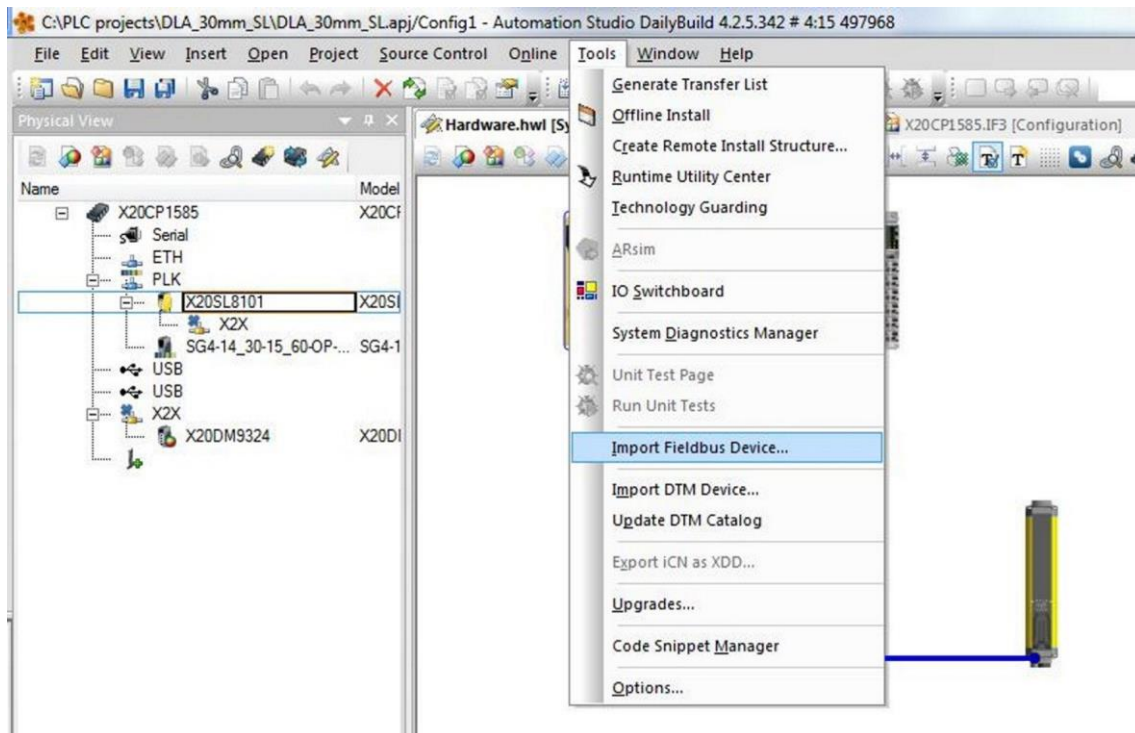 C:\PLC projects\DLA_30mm_SL\DLA_30mm_SL.apj/Config1 - Automation Studio DailyBuild 4.2.5.342 # 4:15 497968
File Edit View Insert Open Project Source Control Online Tools Window Help
Physical View
Hardware.hwl [Sy
X20CP1585.IF3 [Configuration]
Name Model
X20CP1585 X20CP
Serial
ETH
PLK
X20SL8101 X20SL
X2X
SG4-14_30-15_60-OP-... SG4-1
USB
USB
X2X
X20DM9324 X20DI
Generate Transfer List
Offline Install
Create Remote Install Structure...
Runtime Utility Center
Technology Guarding
ARsim
IO Switchboard
System Diagnostics Manager
Unit Test Page
Run Unit Tests
Import Fieldbus Device...
Import DTM Device...
Update DTM Catalog
Export iCN as XDD...
Upgrades...
Code Snippet Manager
Options...